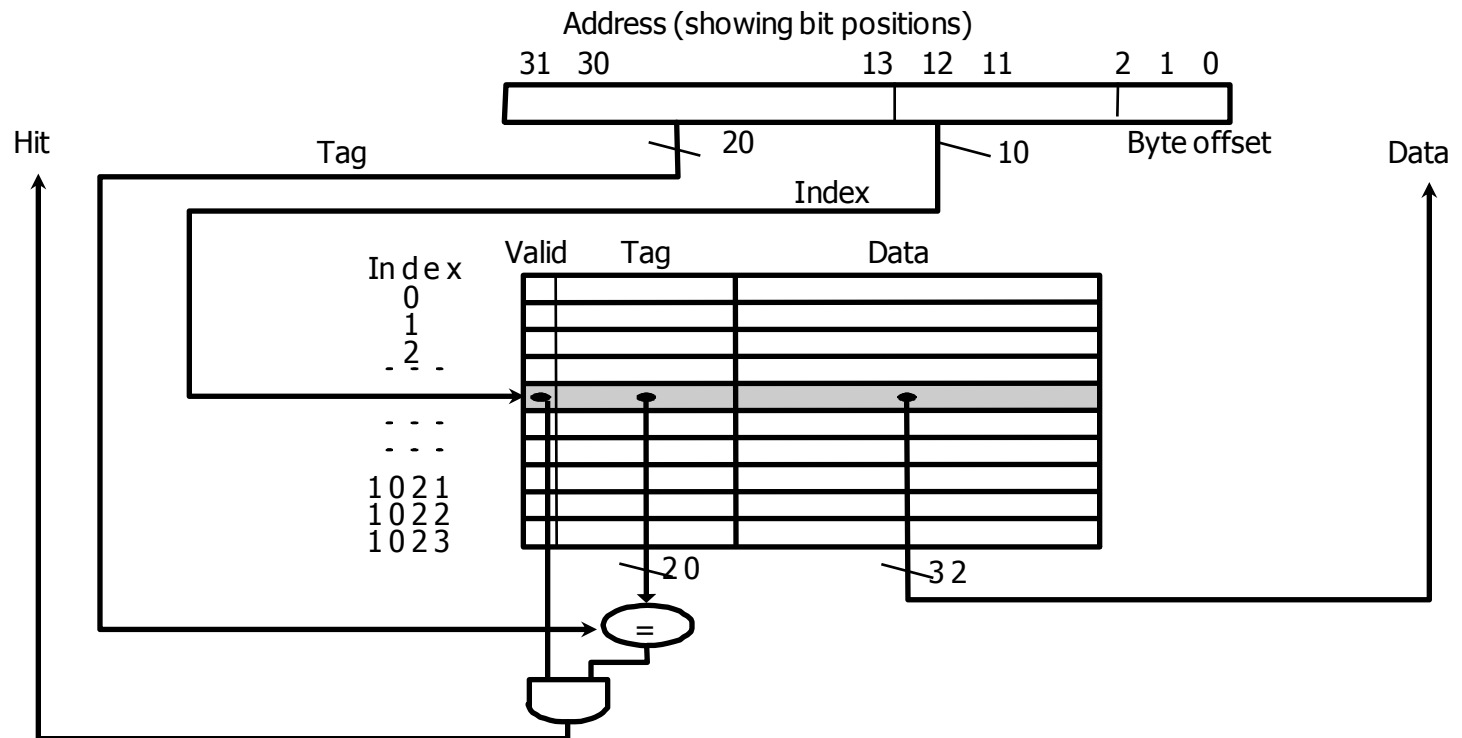 Address (showing bit positions)
31 30 13 12 11 2 1 0
Hit
Tag
20
10
Byte offset
Data
Index
Valid Tag Data
Index
0
1
2
- - -
- - -
- - -
1021
1022
1023
20
32
=